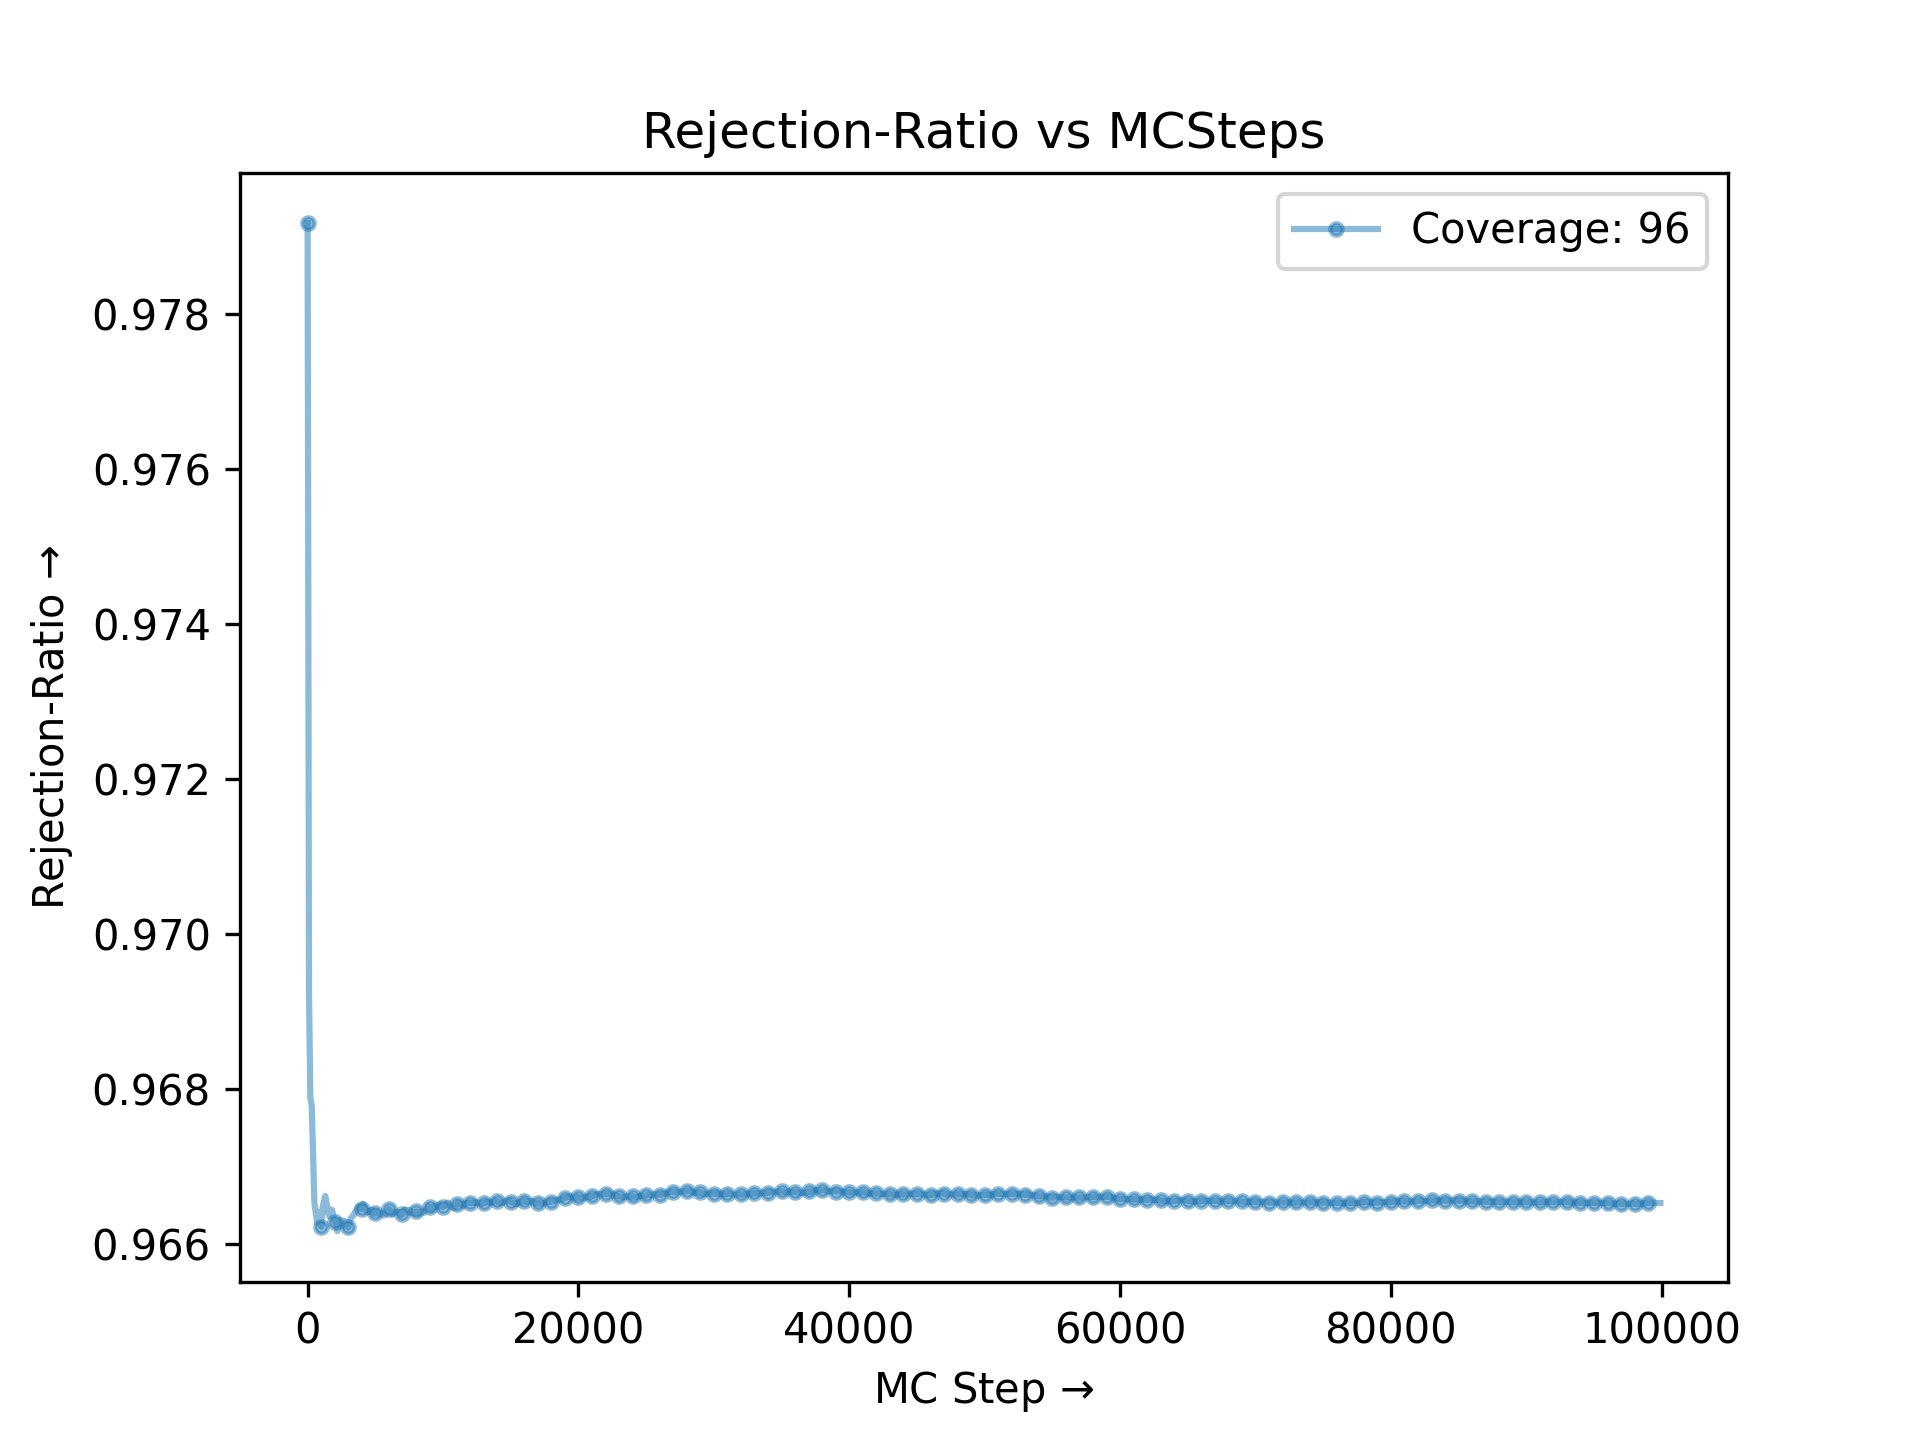 Rejection-Ratio vs MCSteps
Coverage: 96
Rejection-Ratio →
0.978
0.976
0.974
0.972
0.970
0.968
0.966
0 20000 40000 60000 80000 100000
MC Step →